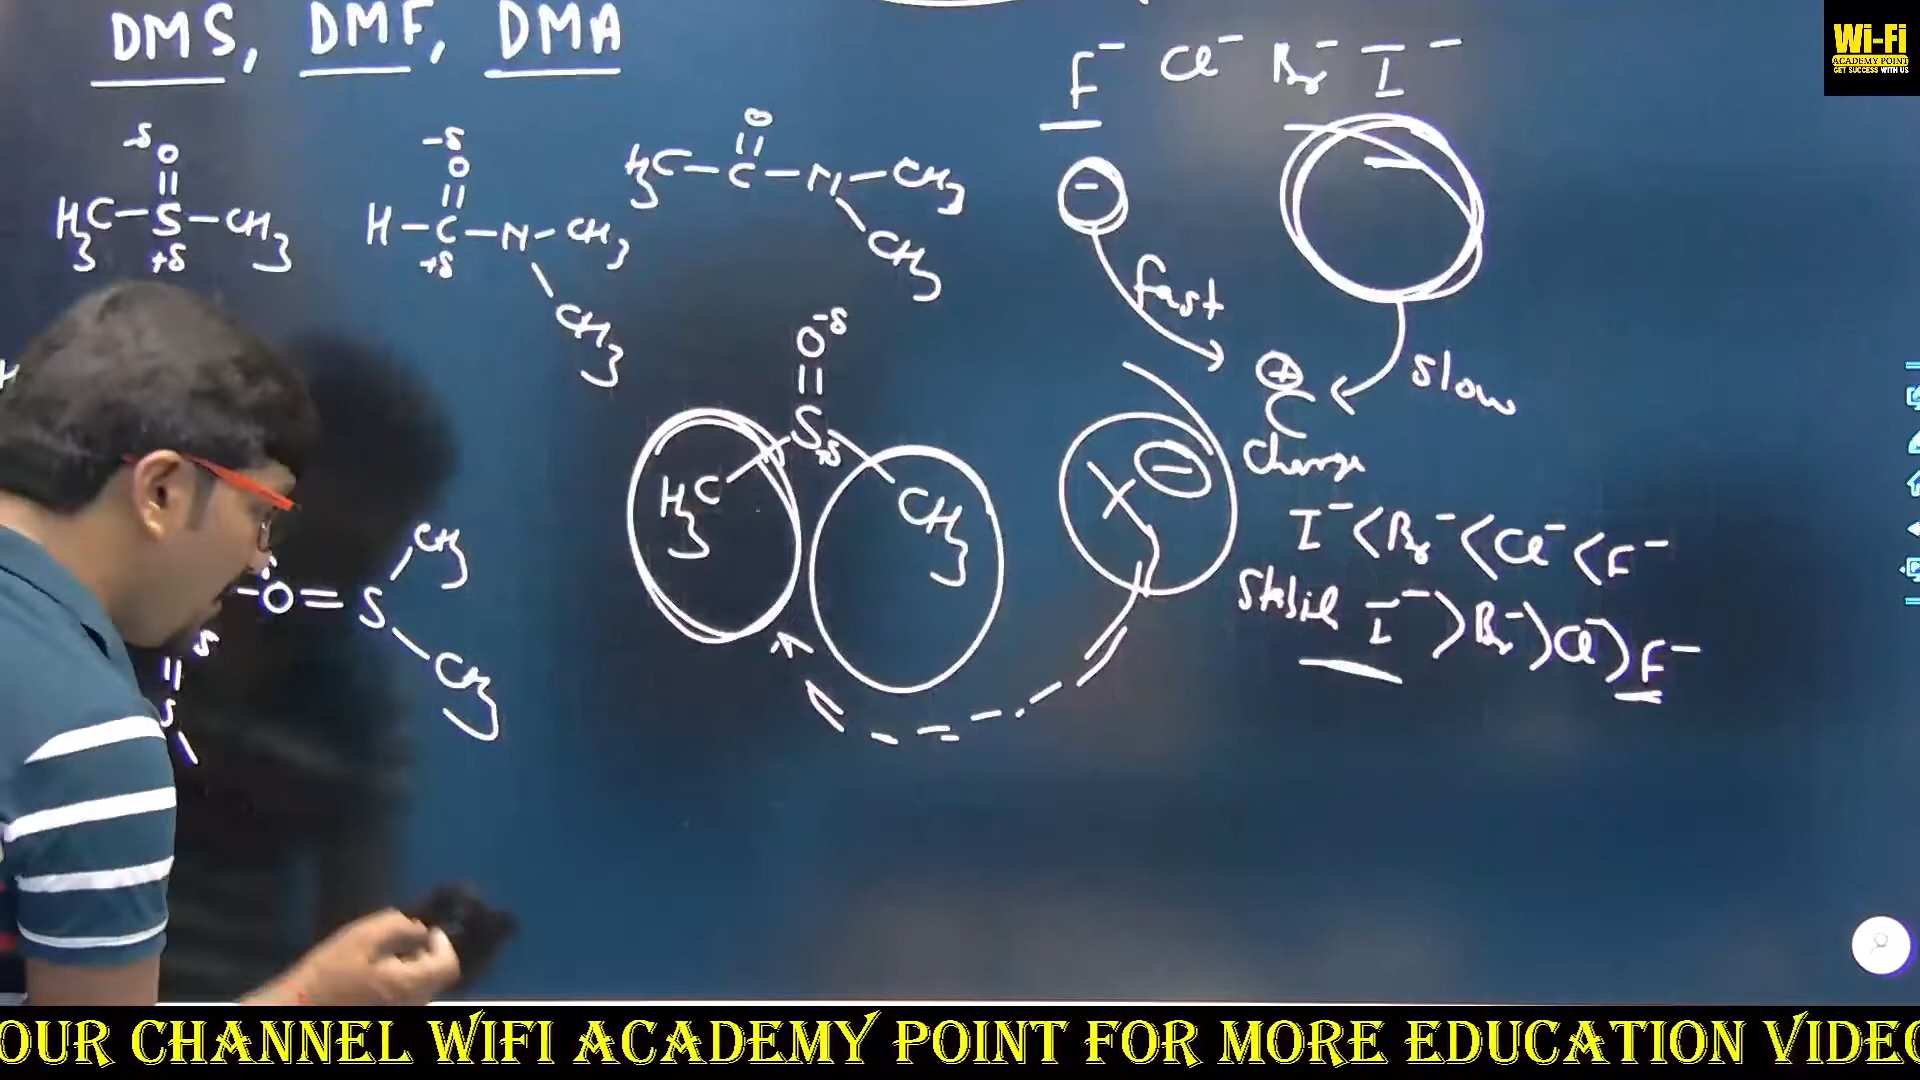 DMS, DMF, DMA
F⁻ Cl⁻ Br⁻ I⁻
Wi-Fi
ACADEMY POINT
GET SUCCESS WITH US
-δ
O
H₃C-S-CH₃
+δ
-δ
O
H-C-N-CH₃
+δ
CH₃
O
H₃C-C-N-CH₃
CH₃
-
-
fast
slow
⊕
C
O-δ
S+δ
H₃C
CH₃
X⊖
Charge
I⁻<Br⁻<Cl⁻<F⁻
I⁻>Br⁻>Cl⁻>F⁻
CH₃
-O=S
CH₃
δ
S
OUR CHANNEL WIFI ACADEMY POINT FOR MORE EDUCATION VIDEO